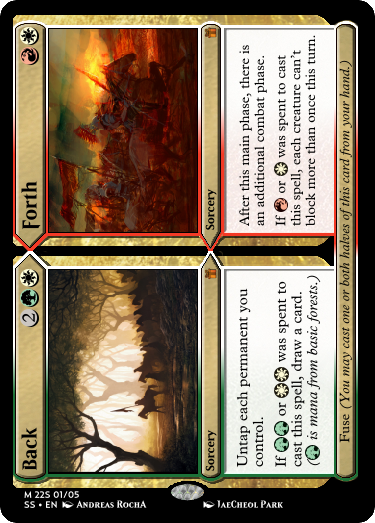 Back
2
Sorcery
Untap each permanent you
control.
If or was spent to
cast this spell, draw a card.
( is mana from basic forests.)
Forth
Sorcery
After this main phase, there is
an additional combat phase.
If or was spent to cast
this spell, each creature can't
block more than once this turn.
Fuse (You may cast one or both halves of this card from your hand.)
M 22S 01/05
SS • EN Andreas Rocha JaeCheol Park